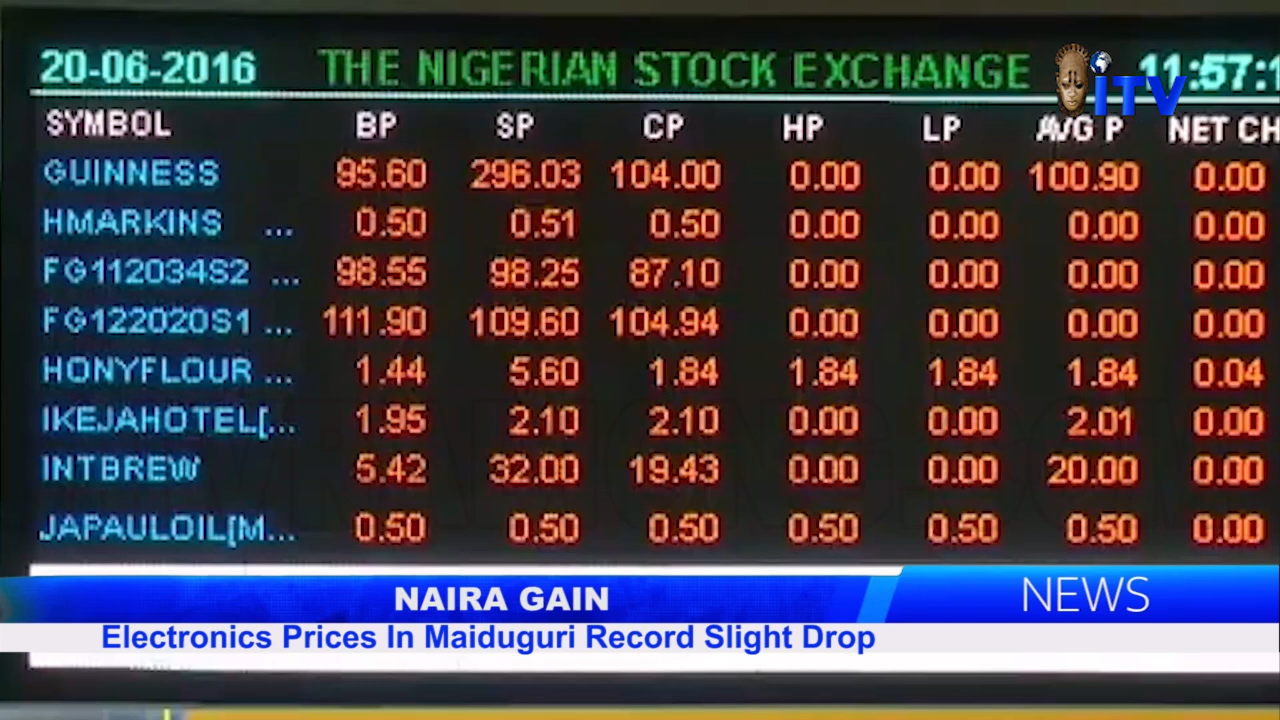 20-06-2016 THE NIGERIAN STOCK EXCHANGE 11:57:1
iTV
SYMBOL BP SP CP HP LP AVG P NET CH
GUINNESS 95.60 296.03 104.00 0.00 0.00 100.90 0.00
HMARKINS ... 0.50 0.51 0.50 0.00 0.00 0.00 0.00
FG112034S2 ... 98.55 98.25 87.10 0.00 0.00 0.00 0.00
FG122020S1 ... 111.90 109.60 104.94 0.00 0.00 0.00 0.00
HONYFLOUR ... 1.44 5.60 1.84 1.84 1.84 1.84 0.04
IKEJAHOTEL[... 1.95 2.10 2.10 0.00 0.00 2.01 0.00
INTBREW 5.42 32.00 19.43 0.00 0.00 20.00 0.00
JAPAULOIL[M... 0.50 0.50 0.50 0.50 0.50 0.50 0.00
NAIRA GAIN
NEWS
Electronics Prices In Maiduguri Record Slight Drop